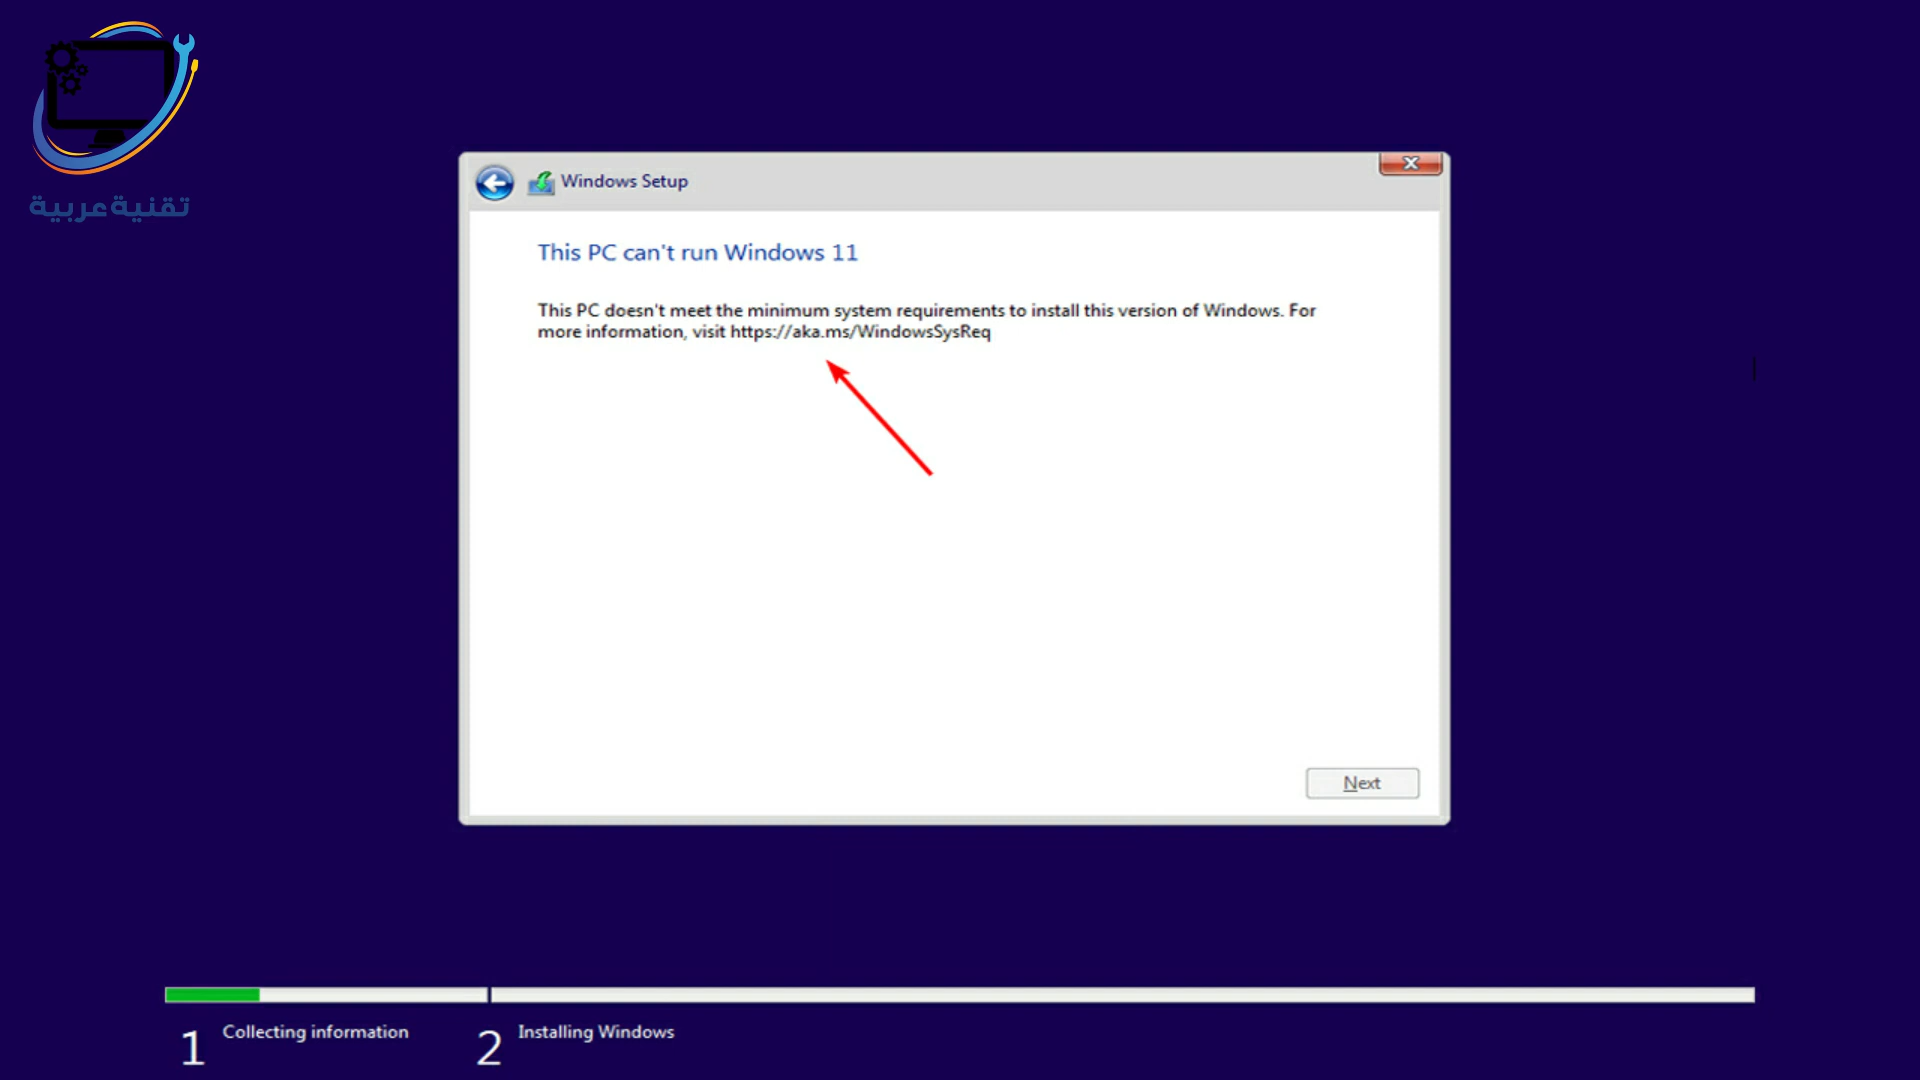 تقنية عربية
Windows Setup
This PC can't run Windows 11
This PC doesn't meet the minimum system requirements to install this version of Windows. For
more information, visit https://aka.ms/WindowsSysReq
Next
1 Collecting information
2 Installing Windows